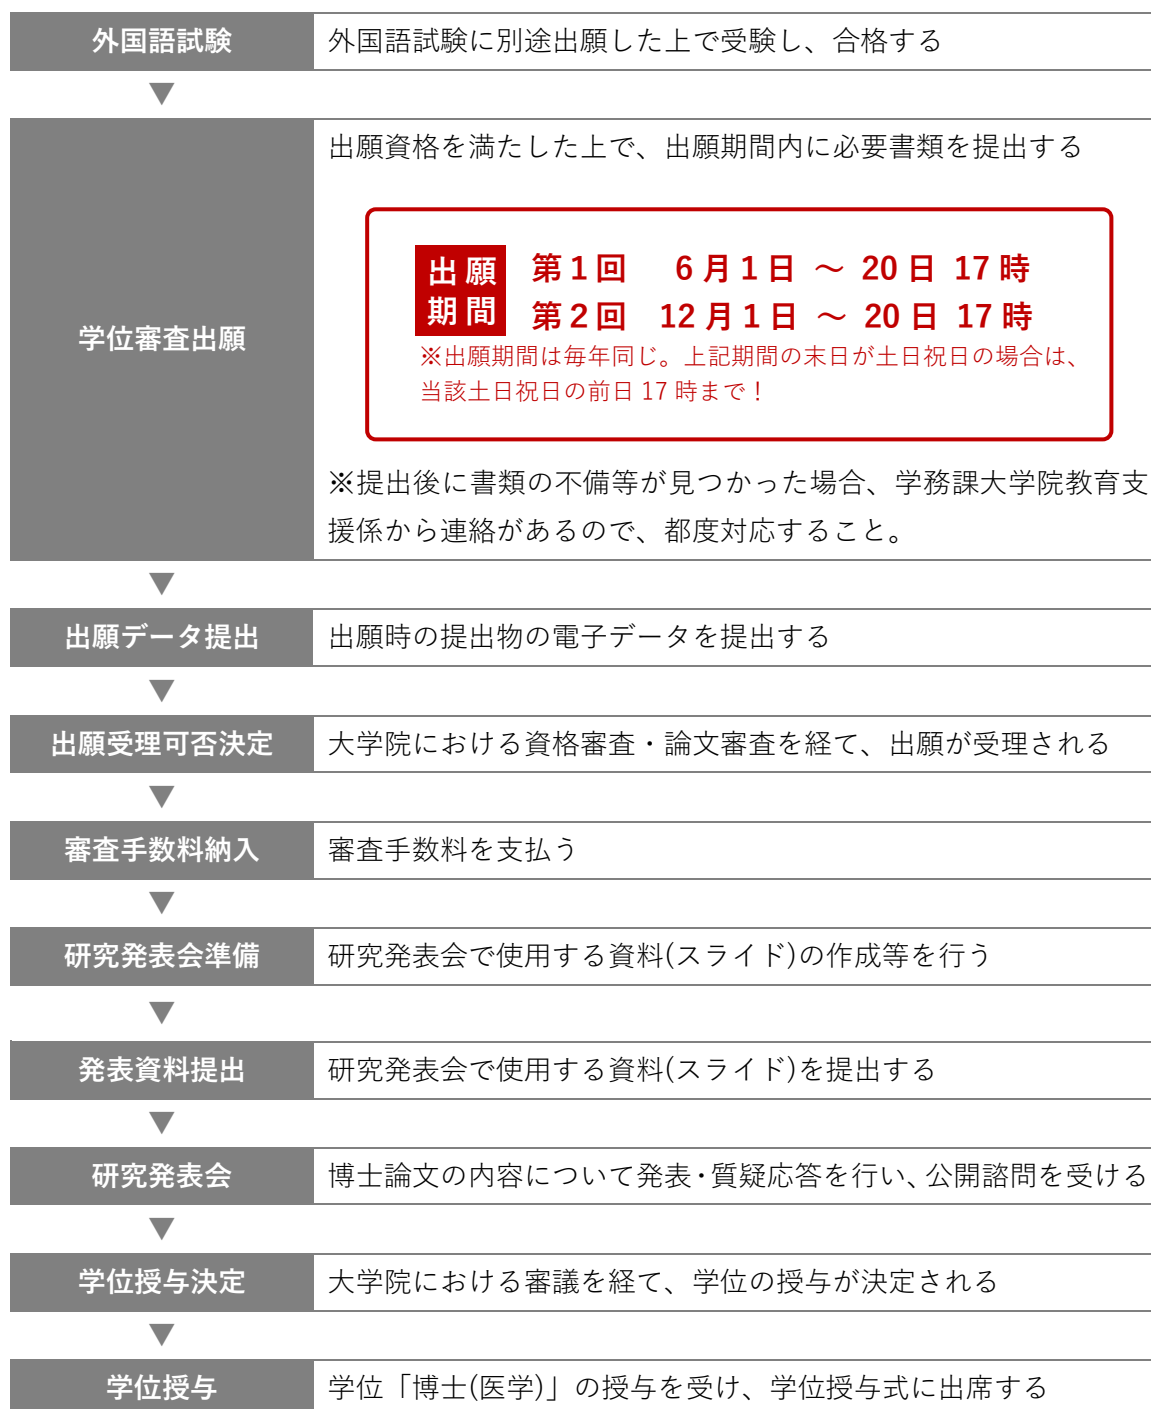 外国語試験
外国語試験に別途出願した上で受験し、合格する
▼
学位審査出願
出願資格を満たした上で、出願期間内に必要書類を提出する
出願
期間
第1回 6月1日 ～ 20日 17時
第2回 12月1日 ～ 20日 17時
※出願期間は毎年同じ。上記期間の末日が土日祝日の場合は、
当該土日祝日の前日 17 時まで！
※提出後に書類の不備等が見つかった場合、学務課大学院教育支
援係から連絡があるので、都度対応すること。
▼
出願データ提出
出願時の提出物の電子データを提出する
▼
出願受理可否決定
大学院における資格審査・論文審査を経て、出願が受理される
▼
審査手数料納入
審査手数料を支払う
▼
研究発表会準備
研究発表会で使用する資料(スライド)の作成等を行う
▼
発表資料提出
研究発表会で使用する資料(スライド)を提出する
▼
研究発表会
博士論文の内容について発表・質疑応答を行い、公開諮問を受ける
▼
学位授与決定
大学院における審議を経て、学位の授与が決定される
▼
学位授与
学位「博士(医学)」の授与を受け、学位授与式に出席する